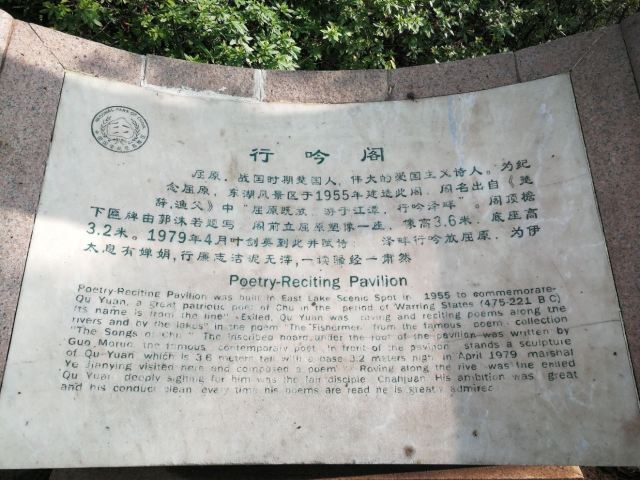 NATIONAL PARK OF CHINA
行吟阁
屈原，战国时期楚国人，伟大的爱国主义诗人。为纪
念屈原，东湖风景区于1955年建造此阁，阁名出自《楚
辞，渔父》中“屈原既放，游于江潭，行吟泽畔”。阁顶檐
下匾牌由郭沫若题写，阁前立屈原塑像一座，像高3.6米，底座高
3.2米。1979年4月叶剑英到此并赋诗：泽畔行吟放屈原，为伊
太息有婵娟，行廉志洁泥无滓，一读骚经一肃然
Poetry-Reciting Pavilion
Poetry-Reciting Pavilion was built in East Lake Scenic Spot in 1955 to commemorate
Qu Yuan, a great patriotic poet of Chu in the period of Warring States (475-221 B.C)
Its name is from the line" Exiled, Qu Yuan was roving and reciting poems along the
rivers and by the lakes" in the poem "The Fishermen" from the famous poem collection
"The Songs of Chu" The inscribed board under the roof of the pavilion was written by
Guo Moruo, the famous contemporary poet in front of the pavilion stands a sculpture
of Qu Yuan which is 3.6 meters tall with a base 3.2 meters high in April 1979 marshal
Ye Jianying visited here and composed a poem " Roving along the rive was the exiled
Qu Yuan deeply sighing for him was the fair disciple Chanjuan His ambition was great
and his conduct clean every time his poems are read he is greatly admired